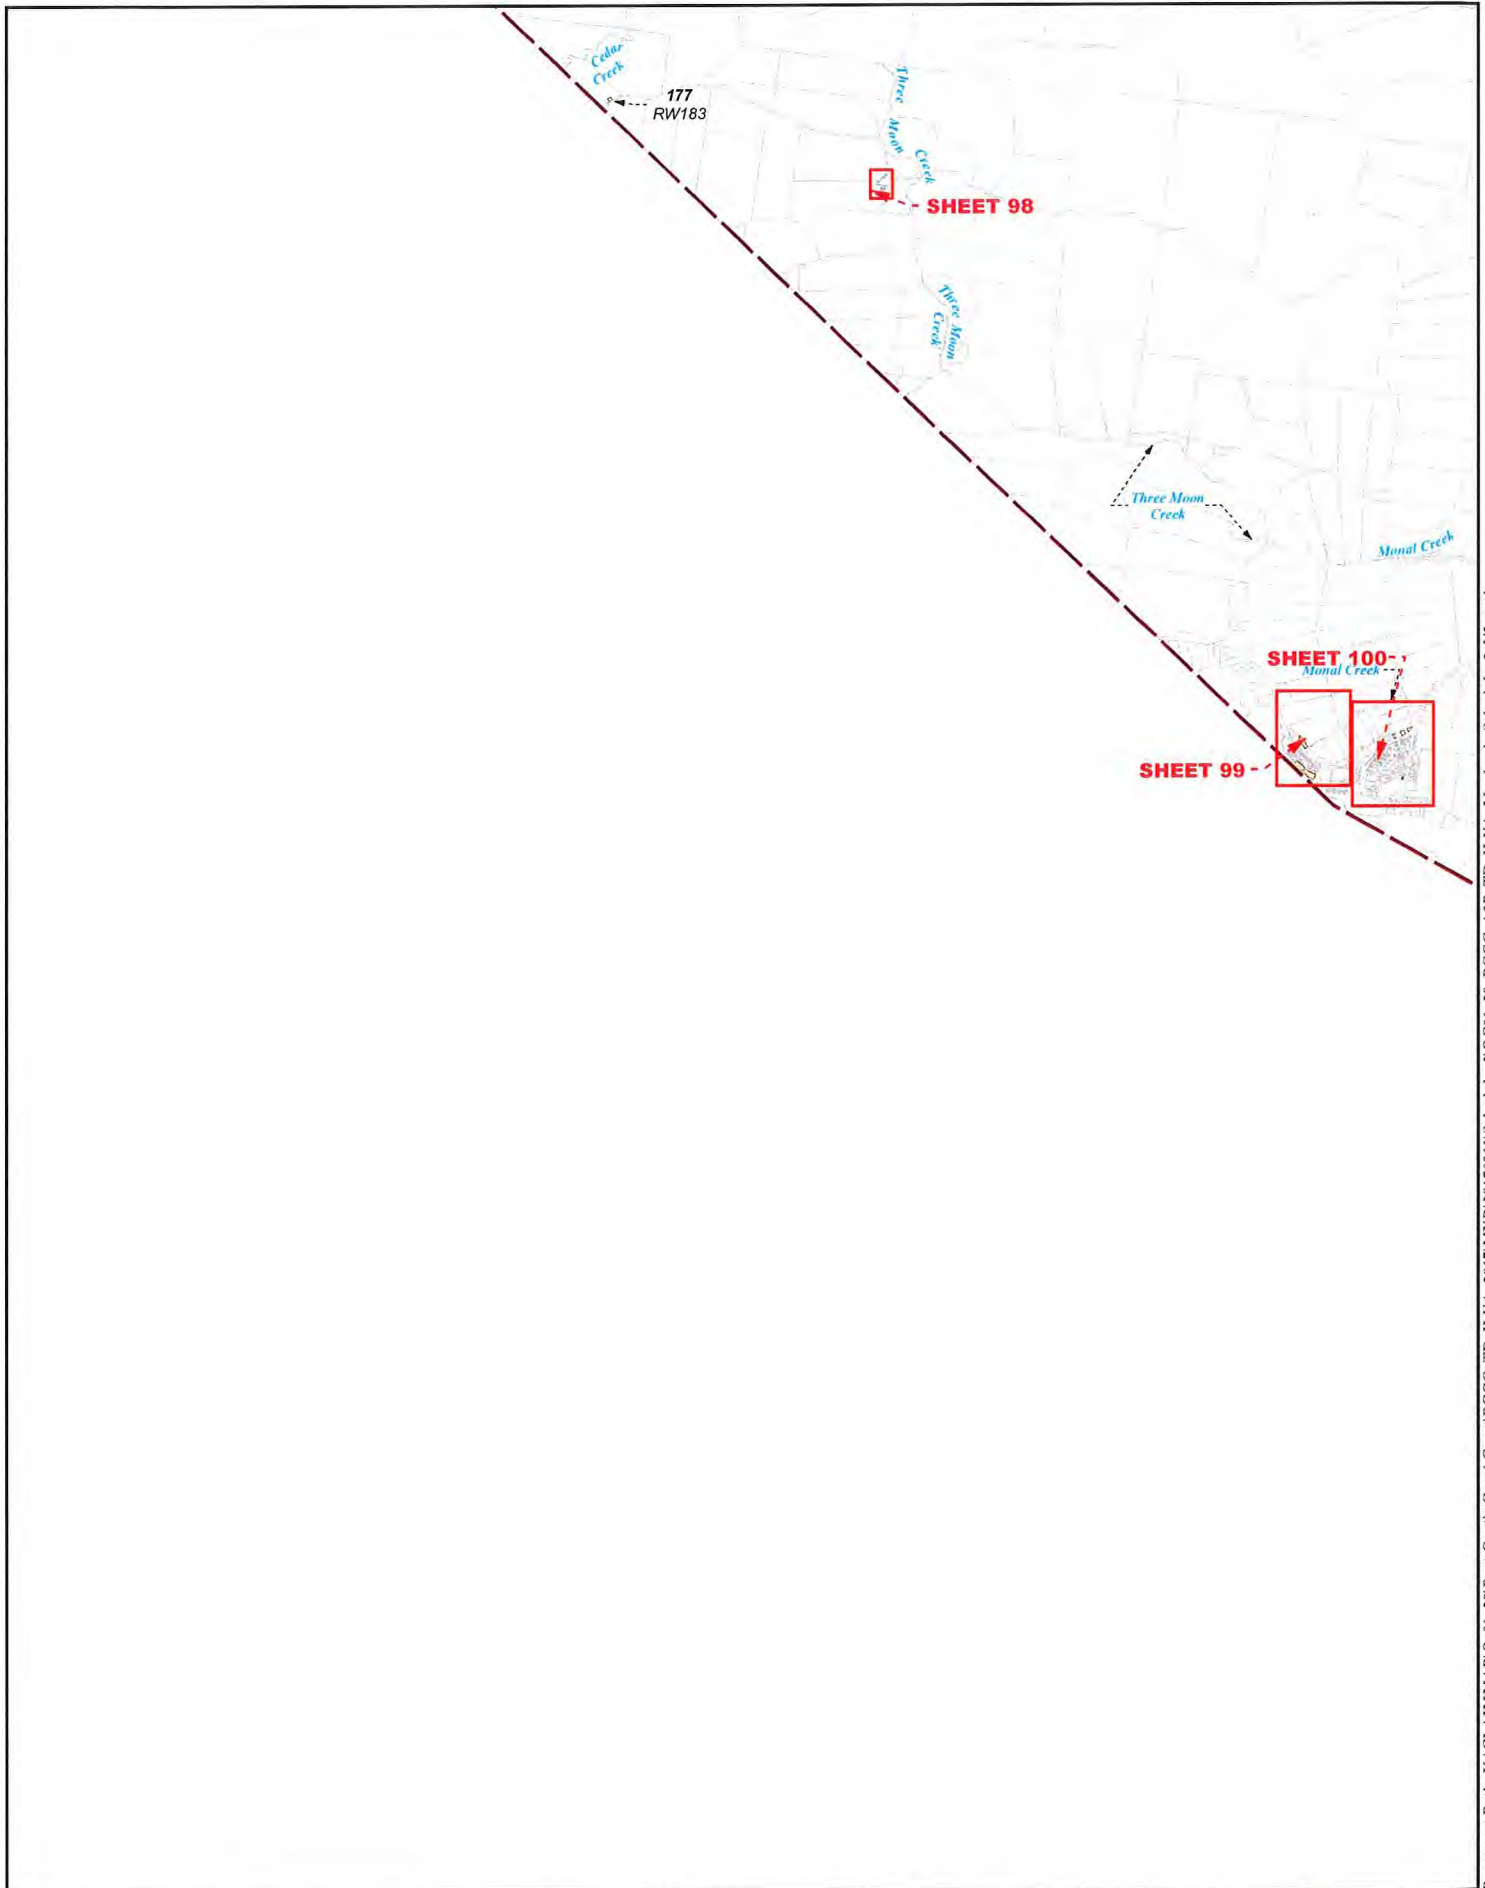 Cedar
Creek
177
RW183
Three
Moon
Creek
SHEET 98
Three Moon
Creek
Three Moon
Creek
Monal Creek
SHEET 100
Monal Creek
SHEET 99